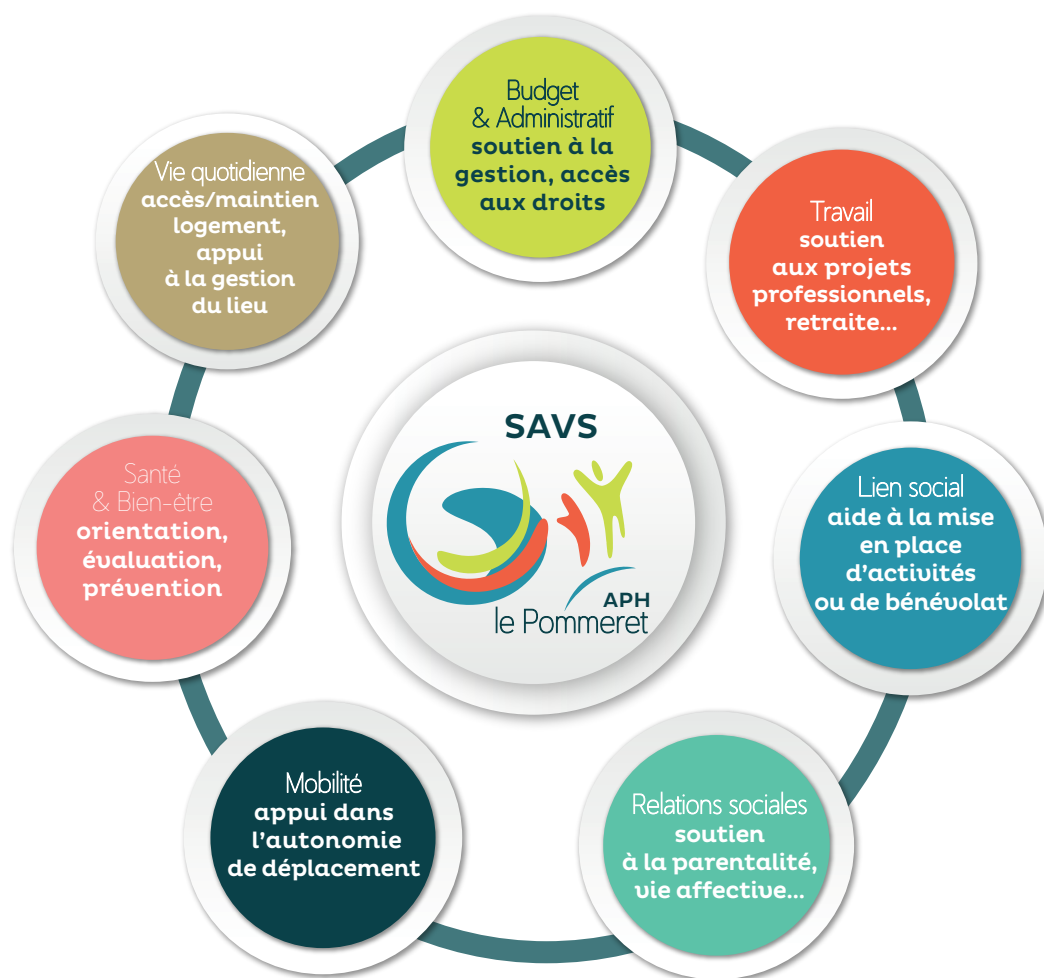 Budget
& Administratif
soutien à la
gestion, accès
aux droits
Travail
soutien
aux projets
professionnels,
retraite...
Lien social
aide à la mise
en place
d'activités
ou de bénévolat
Relations sociales
soutien
à la parentalité,
vie affective...
Mobilité
appui dans
l'autonomie
de déplacement
Santé
& Bien-être
orientation,
évaluation,
prévention
Vie quotidienne
accès/maintien
logement,
appui
à la gestion
du lieu
SAVS
APH
le Pommeret